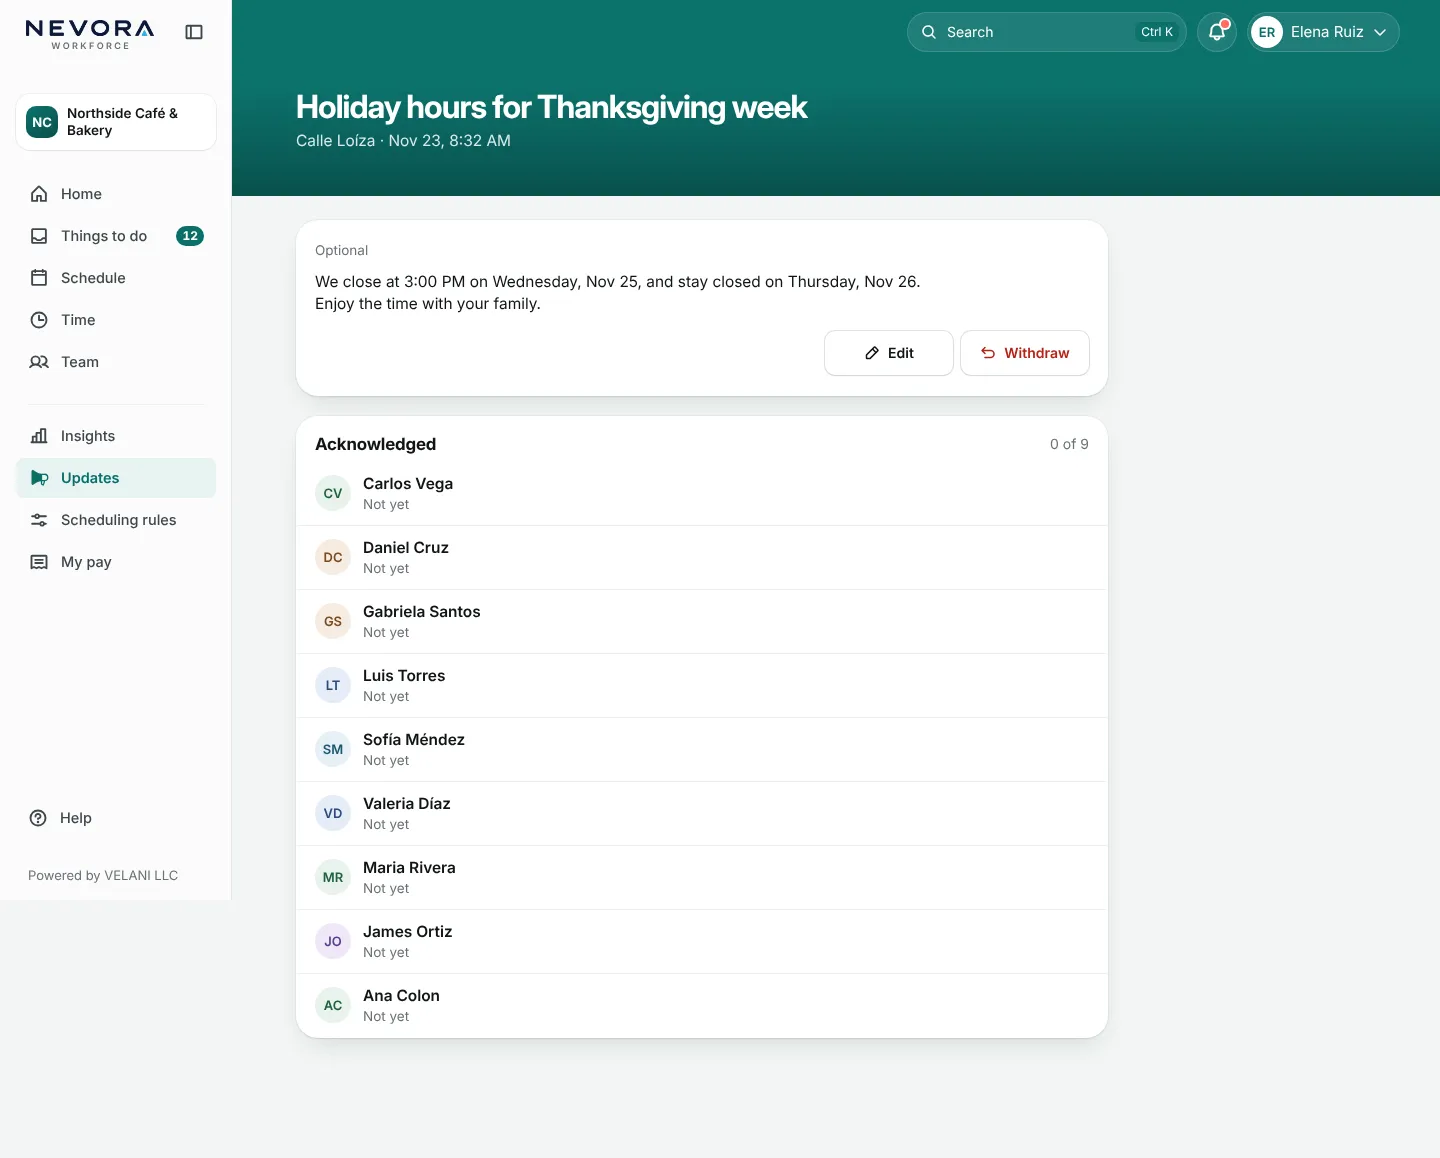 NEVORA
WORKFORCE
Search
Ctrl K
ER
Elena Ruiz
NC
Northside Café &
Bakery
Home
Things to do
12
Schedule
Time
Team
Insights
Updates
Scheduling rules
My pay
Help
Powered by VELANI LLC
Holiday hours for Thanksgiving week
Calle Loíza · Nov 23, 8:32 AM
Optional
We close at 3:00 PM on Wednesday, Nov 25, and stay closed on Thursday, Nov 26.
Enjoy the time with your family.
Edit
Withdraw
Acknowledged
0 of 9
CV
Carlos Vega
Not yet
DC
Daniel Cruz
Not yet
GS
Gabriela Santos
Not yet
LT
Luis Torres
Not yet
SM
Sofía Méndez
Not yet
VD
Valeria Díaz
Not yet
MR
Maria Rivera
Not yet
JO
James Ortiz
Not yet
AC
Ana Colon
Not yet